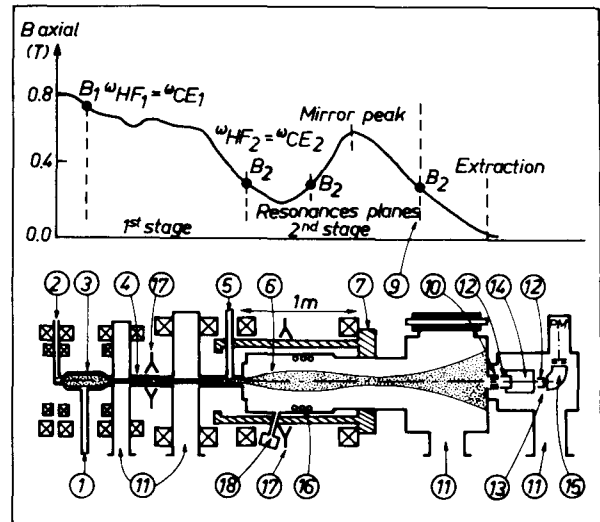 B axial
(T)
0.8
B1 ωHF1 = ωCE1
Mirror peak
ωHF2 = ωCE2
0.4
B2
B2
B2
Extraction
Resonances planes
0.0
1st stage
2nd stage
2
3
4
17
5
6
1m
7
9
10
12
14
12
PM
1
11
18
17
16
11
13
11
15